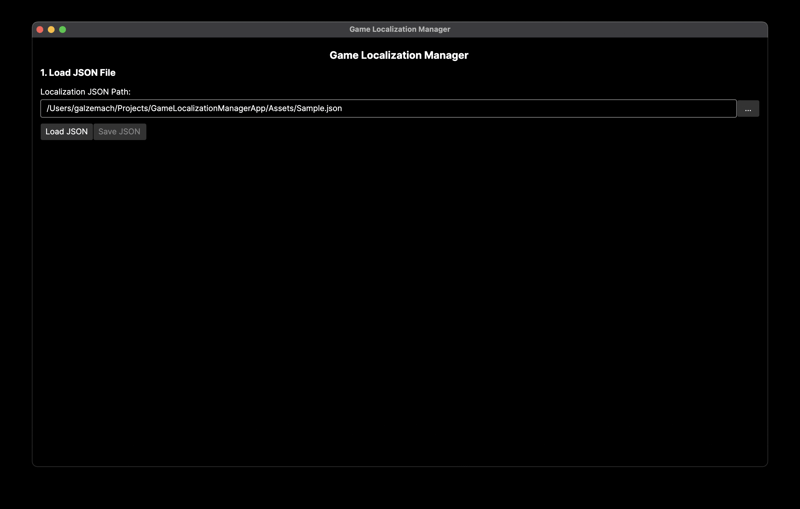 Game Localization Manager
Game Localization Manager
1. Load JSON File
Localization JSON Path:
/Users/galzemach/Projects/GameLocalizationManagerApp/Assets/Sample.json ...
Load JSON Save JSON